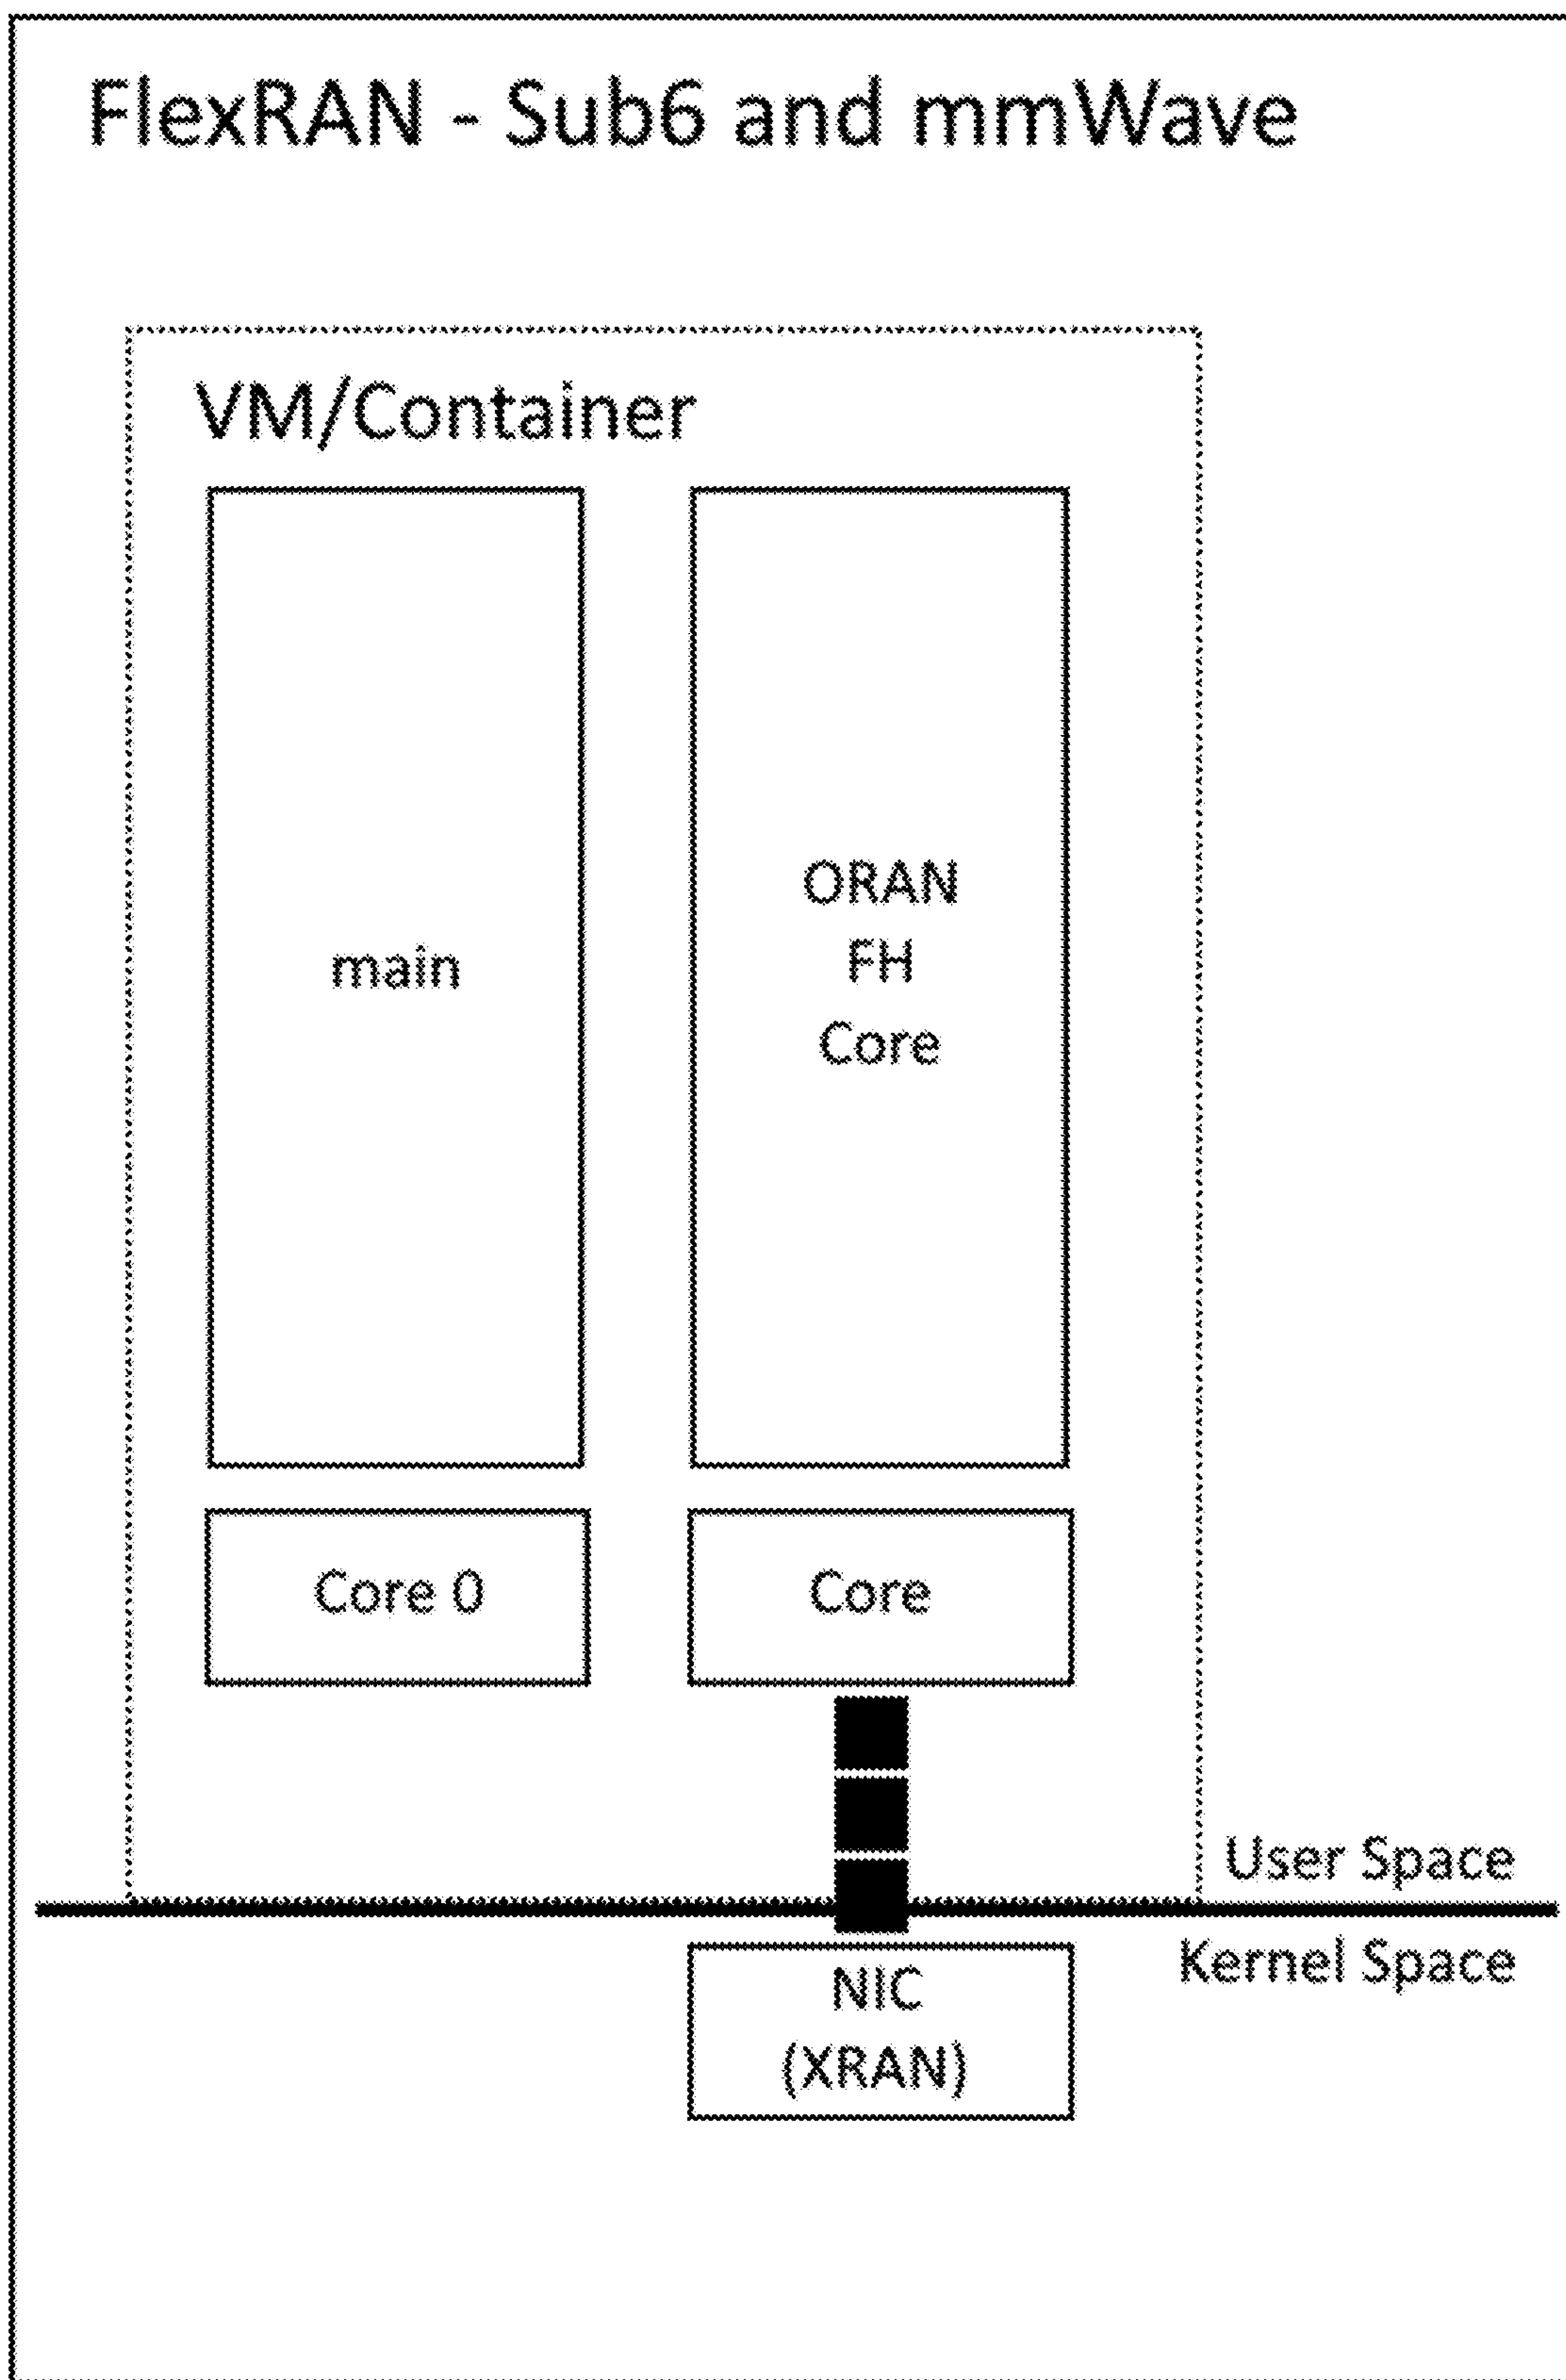 FlexRAN - Sub6 and mmWave
VM/Container
main
ORAN
FH
Core
Core 0
Core
User Space
Kernel Space
NIC
(XRAN)